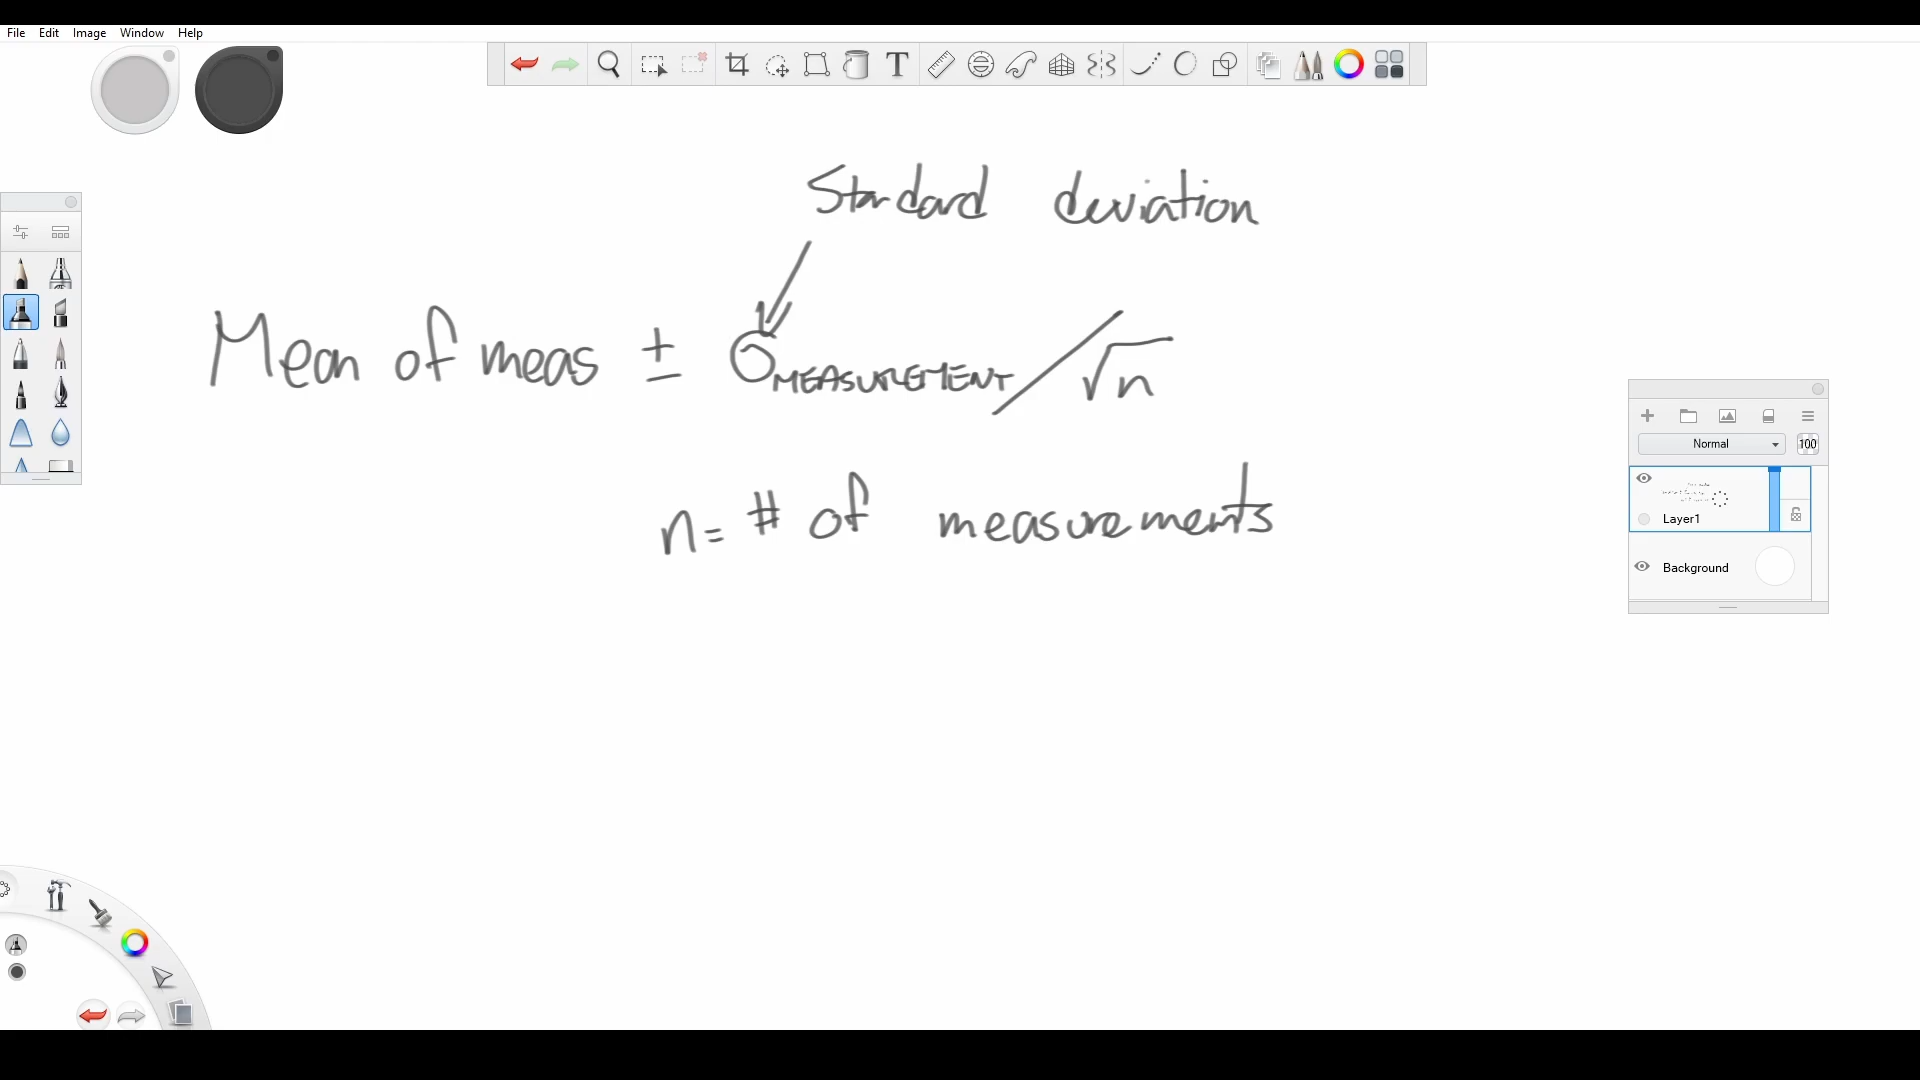 File Edit Image Window Help
Standard deviation
Mean of meas ± σMEASUREMENT/√n
n = # of measurements
Normal 100
Layer1
Background